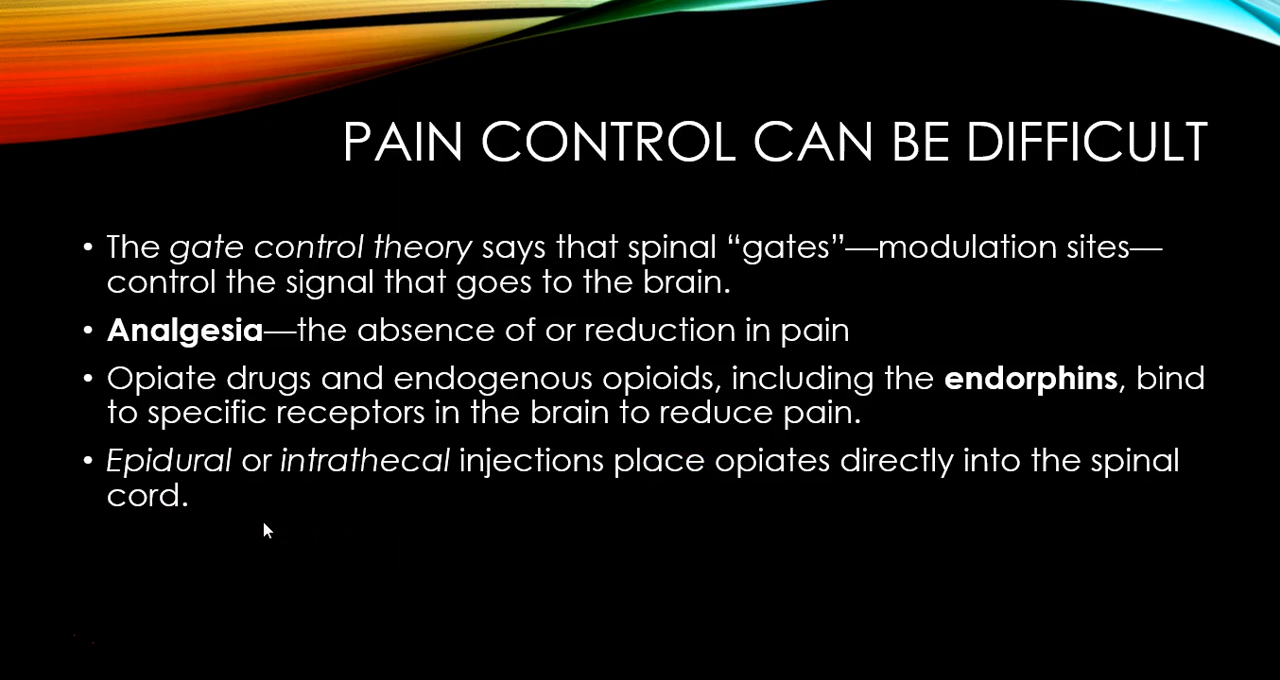 PAIN CONTROL CAN BE DIFFICULT
• The gate control theory says that spinal “gates”—modulation sites—
control the signal that goes to the brain.
• Analgesia—the absence of or reduction in pain
• Opiate drugs and endogenous opioids, including the endorphins, bind
to specific receptors in the brain to reduce pain.
• Epidural or intrathecal injections place opiates directly into the spinal
cord.